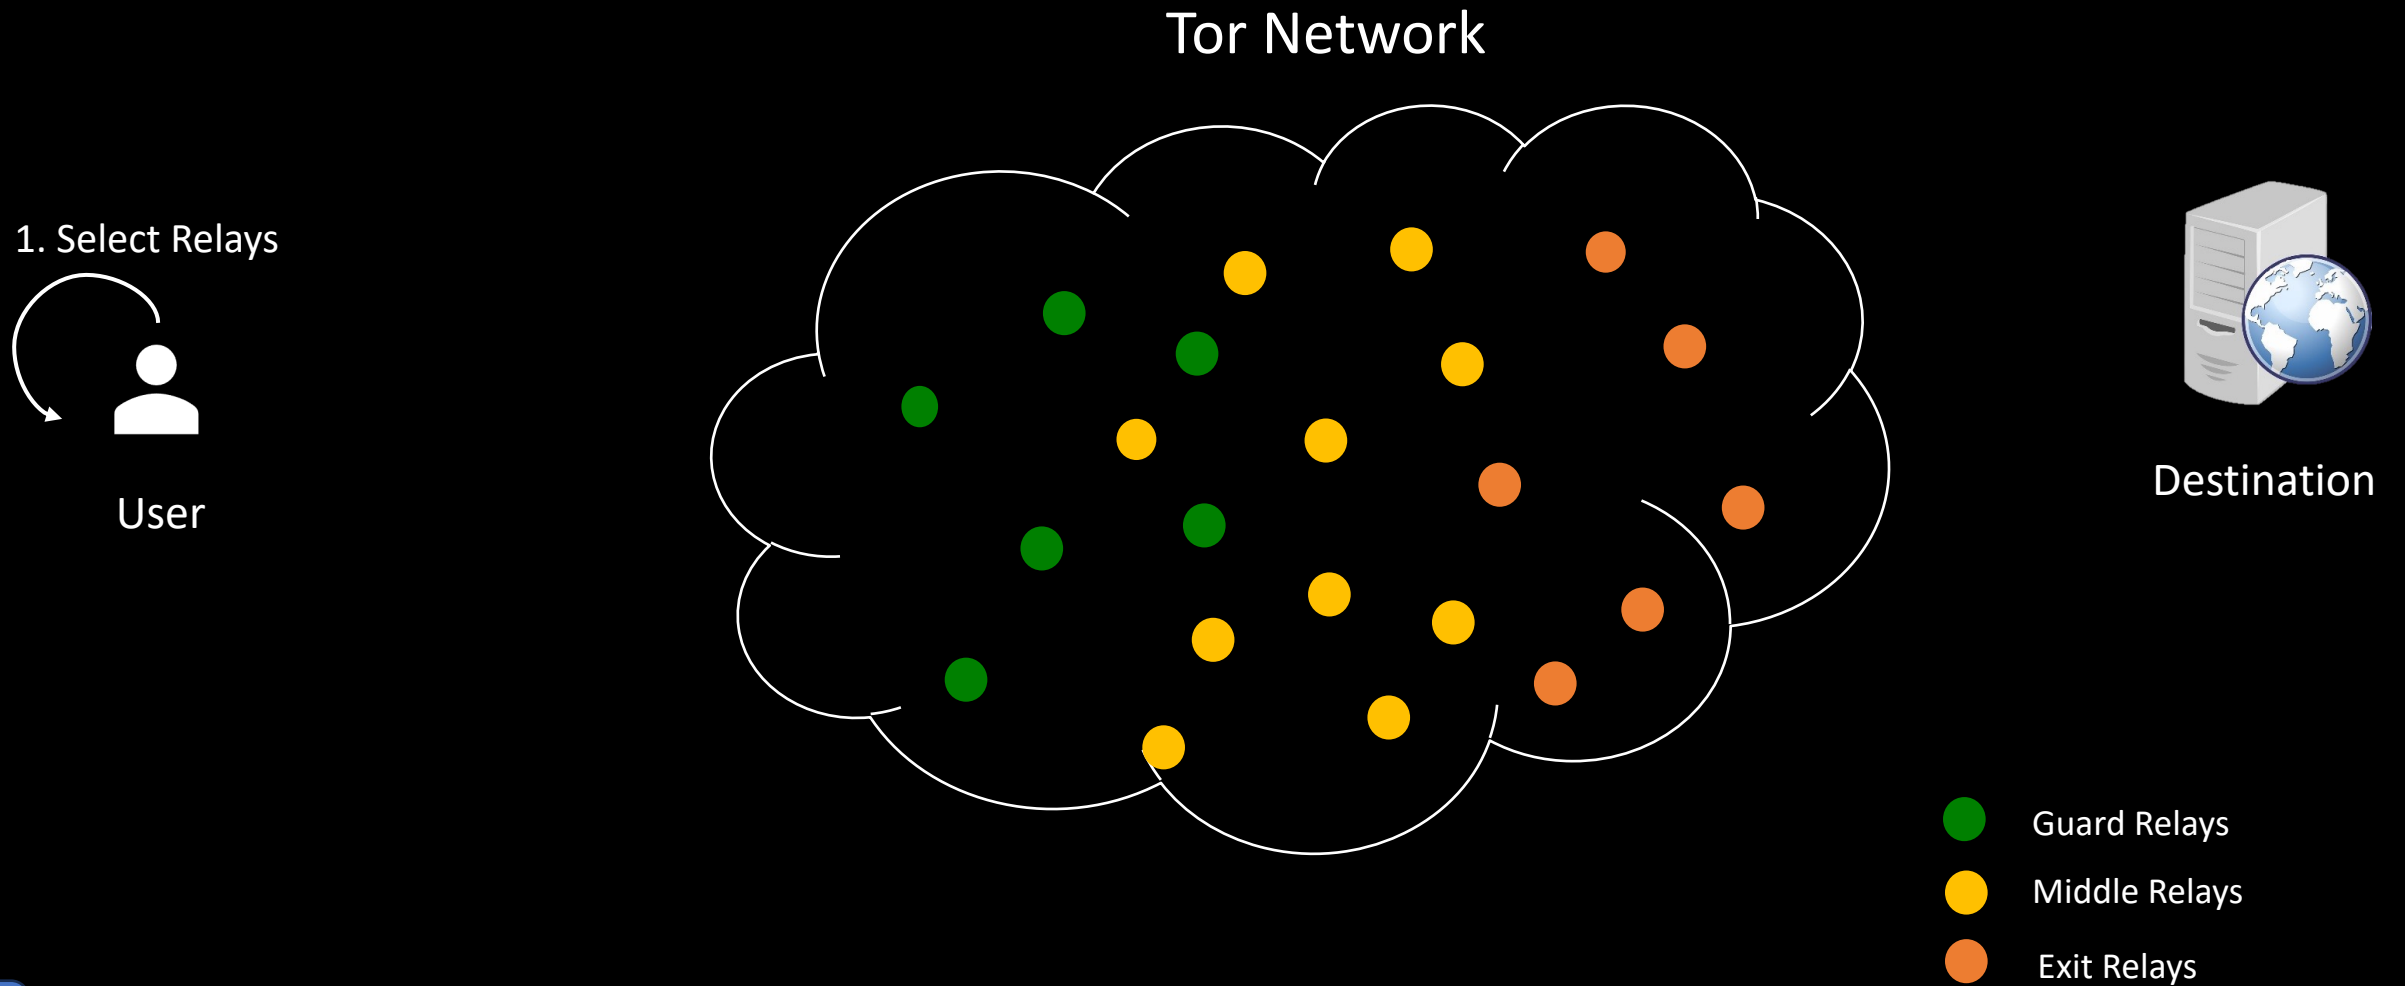 Tor Network
1. Select Relays
User
Destination
Guard Relays
Middle Relays
Exit Relays